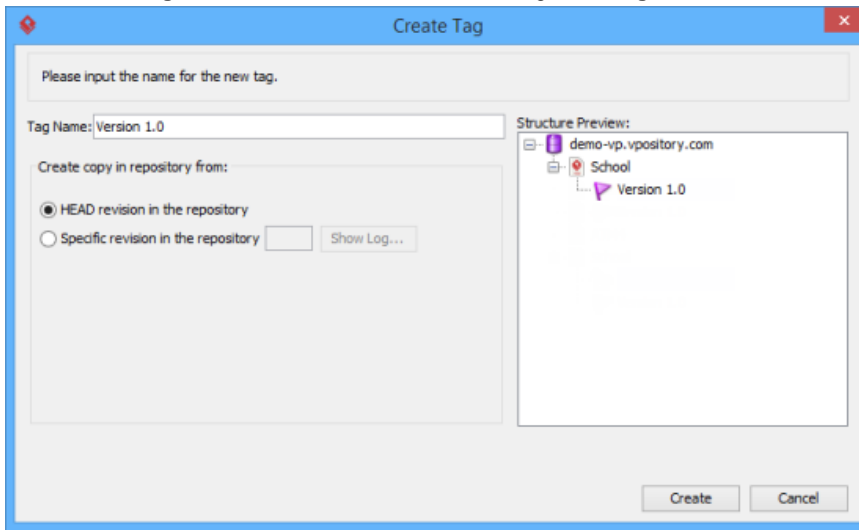 Create Tag
Please input the name for the new tag.
Tag Name: Version 1.0
Create copy in repository from:
HEAD revision in the repository
Specific revision in the repository
Show Log...
Structure Preview:
demo-vp.vpository.com
School
Version 1.0
Create
Cancel